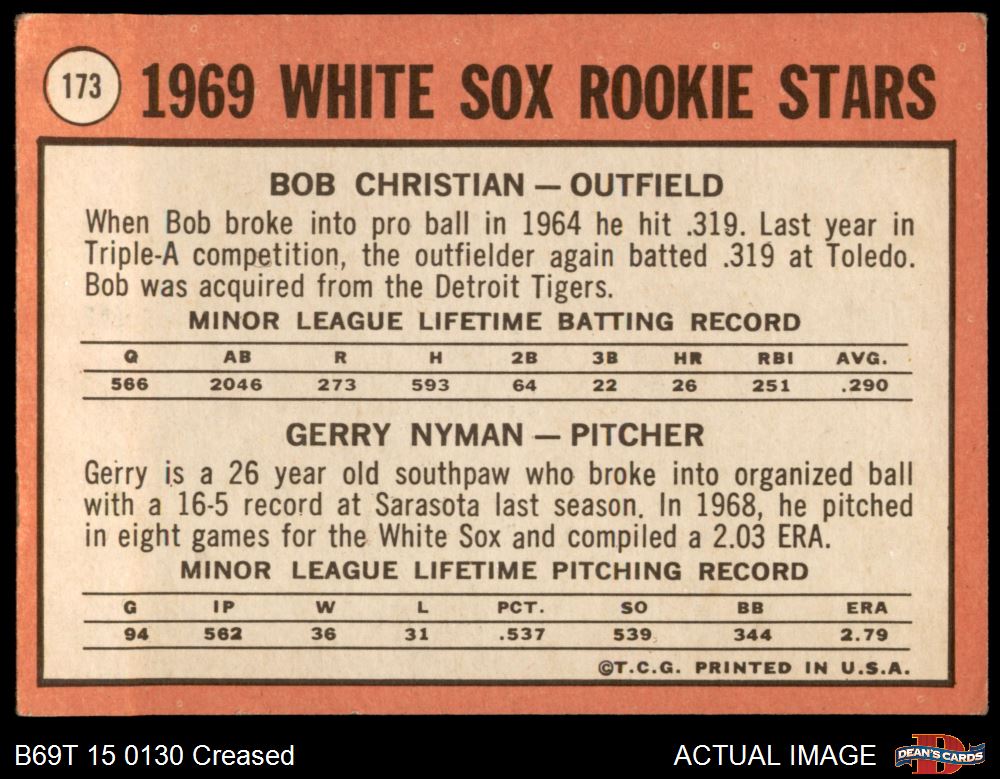 173
1969 WHITE SOX ROOKIE STARS
BOB CHRISTIAN — OUTFIELD
When Bob broke into pro ball in 1964 he hit .319. Last year in
Triple-A competition, the outfielder again batted .319 at Toledo.
Bob was acquired from the Detroit Tigers.
MINOR LEAGUE LIFETIME BATTING RECORD
G AB R H 2B 3B HR RBI AVG.
566 2046 273 593 64 22 26 251 .290
GERRY NYMAN — PITCHER
Gerry is a 26 year old southpaw who broke into organized ball
with a 16-5 record at Sarasota last season. In 1968, he pitched
in eight games for the White Sox and compiled a 2.03 ERA.
MINOR LEAGUE LIFETIME PITCHING RECORD
G IP W L PCT. SO BB ERA
94 562 36 31 .537 539 344 2.79
©T.C.G. PRINTED IN U.S.A.
B69T 15 0130 Creased
ACTUAL IMAGE
DEAN'S CARDS